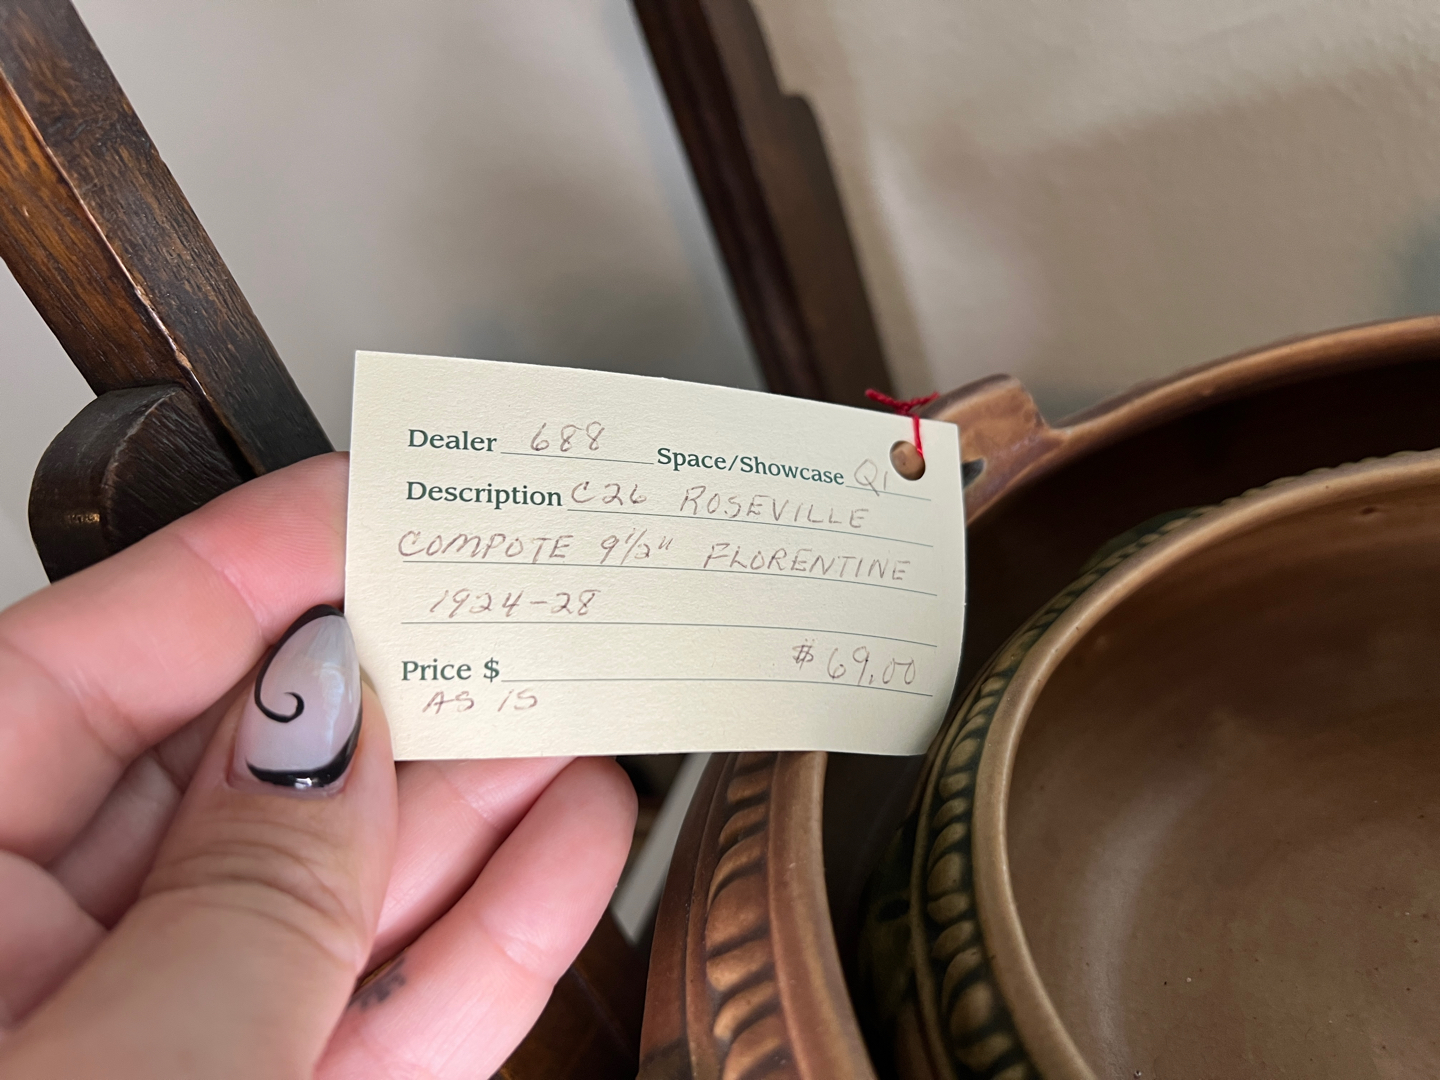 Dealer 688 Space/Showcase Q1
Description C26 ROSEVILLE
COMPOTE 9½" FLORENTINE
1924-28
Price $ $69.00
AS IS